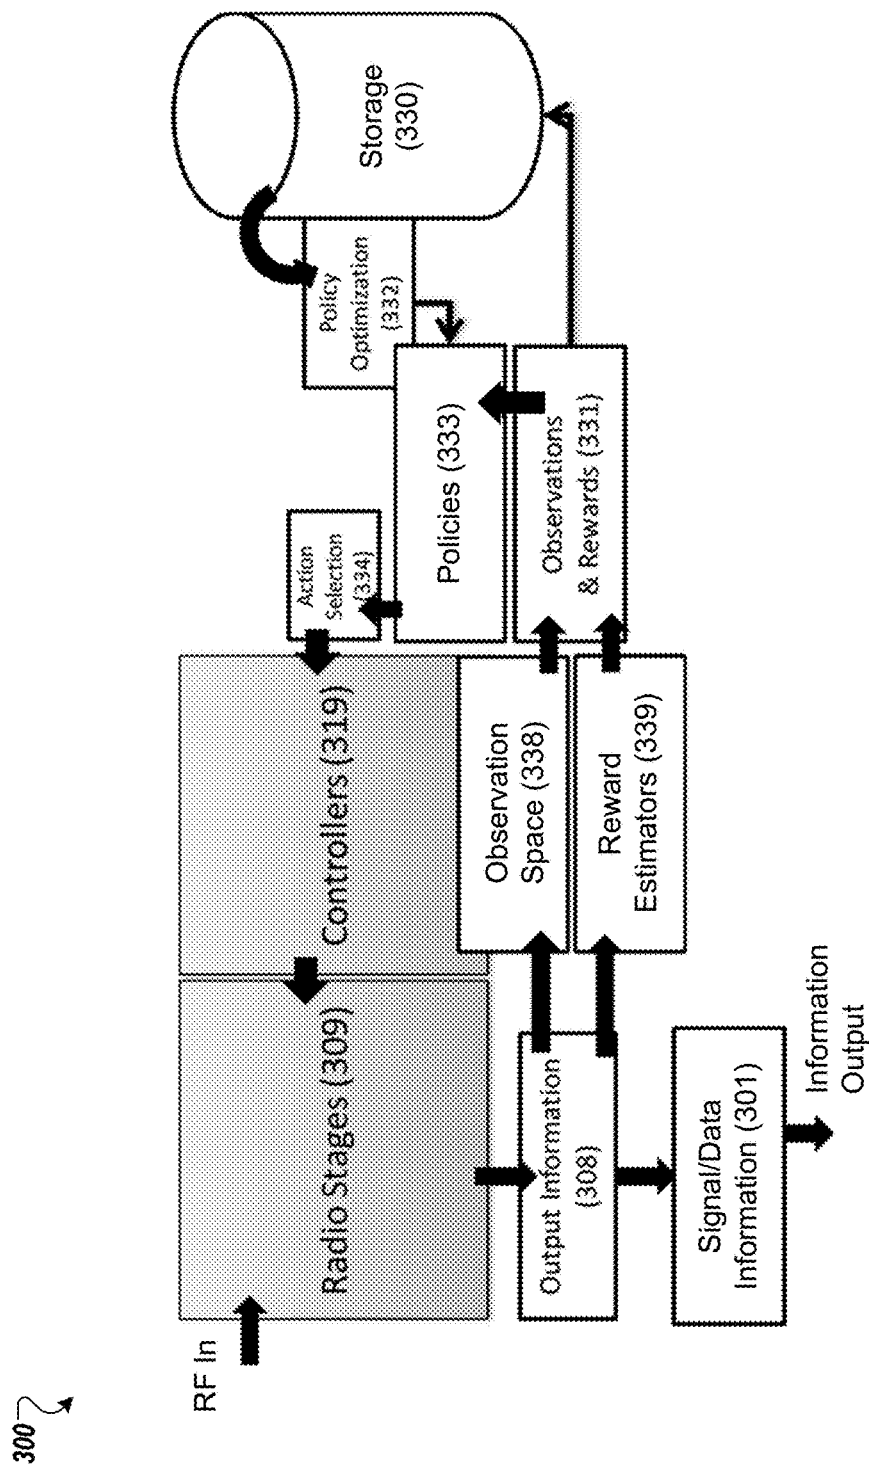 300
RF In
Radio Stages (309)
Controllers (319)
Action
Selection
(334)
Policy
Optimization
(332)
Storage
(330)
Policies (333)
Output Information
(308)
Observation
Space (338)
Observations
& Rewards (331)
Reward
Estimators (339)
Signal/Data
Information (301)
Information
Output